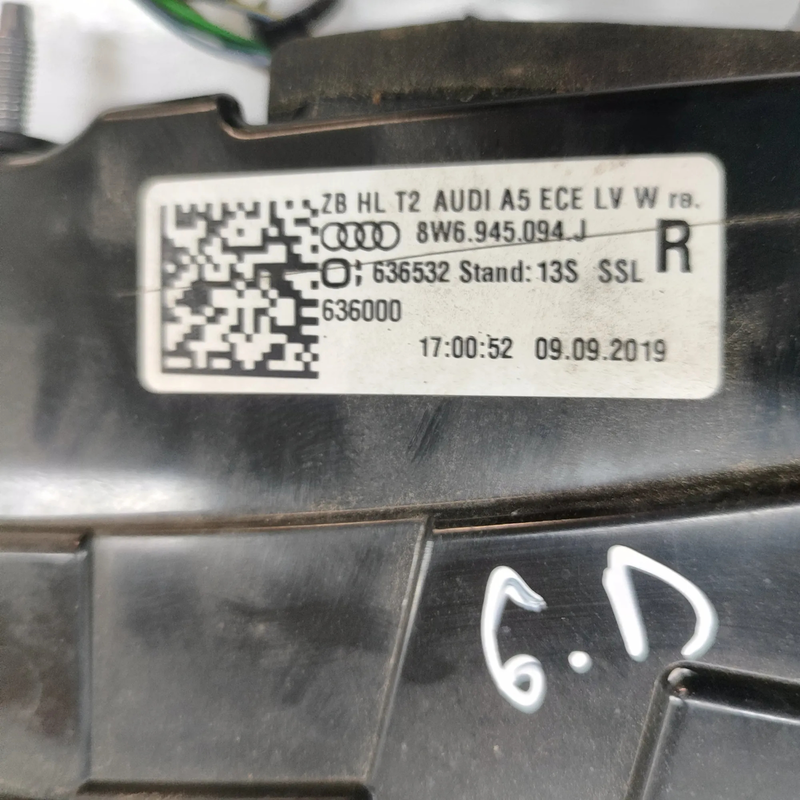 ZB HL T2 AUDI A5 ECE LV W re.
8W6.945.094.J
R
636532 Stand: 13S SSL
636000
17:00:52 09.09.2019
6.D